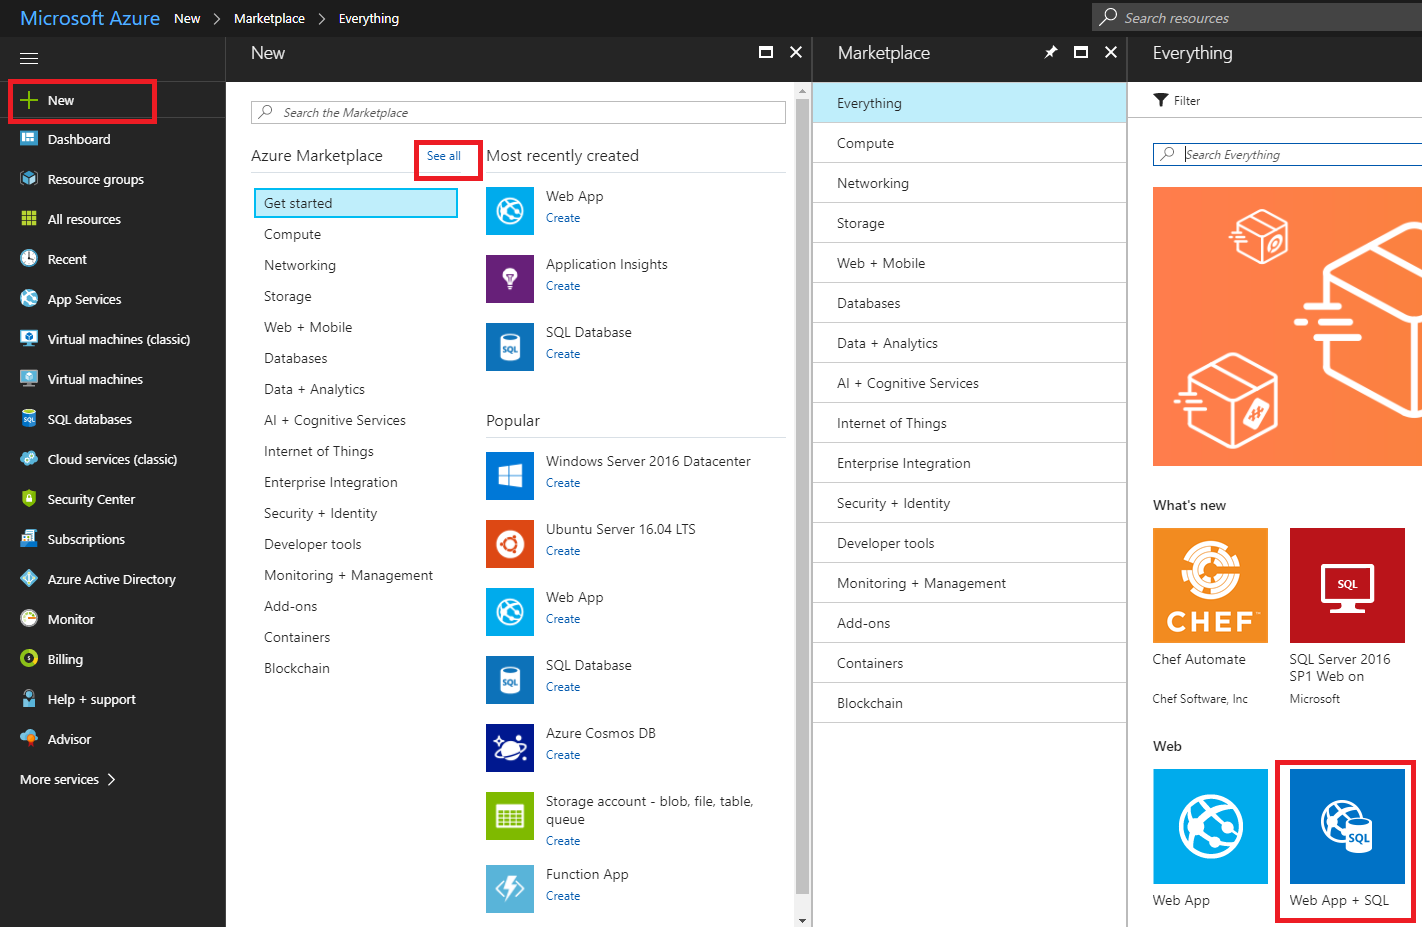 Microsoft Azure New > Marketplace > Everything
Search resources
New
Dashboard
Resource groups
All resources
Recent
App Services
Virtual machines (classic)
Virtual machines
SQL databases
Cloud services (classic)
Security Center
Subscriptions
Azure Active Directory
Monitor
Billing
Help + support
Advisor
More services >
New
Search the Marketplace
Azure Marketplace
See all
Get started
Compute
Networking
Storage
Web + Mobile
Databases
Data + Analytics
AI + Cognitive Services
Internet of Things
Enterprise Integration
Security + Identity
Developer tools
Monitoring + Management
Add-ons
Containers
Blockchain
Most recently created
Web App
Create
Application Insights
Create
SQL
SQL Database
Create
Popular
Windows Server 2016 Datacenter
Create
Ubuntu Server 16.04 LTS
Create
Web App
Create
SQL
SQL Database
Create
Azure Cosmos DB
Create
Storage account - blob, file, table,
queue
Create
Function App
Create
Marketplace
Everything
Compute
Networking
Storage
Web + Mobile
Databases
Data + Analytics
AI + Cognitive Services
Internet of Things
Enterprise Integration
Security + Identity
Developer tools
Monitoring + Management
Add-ons
Containers
Blockchain
Everything
Filter
Search Everything
What's new
CHEF™
Chef Automate
Chef Software, Inc
SQL
SQL Server 2016
SP1 Web on
Microsoft
Web
Web App
SQL
Web App + SQL